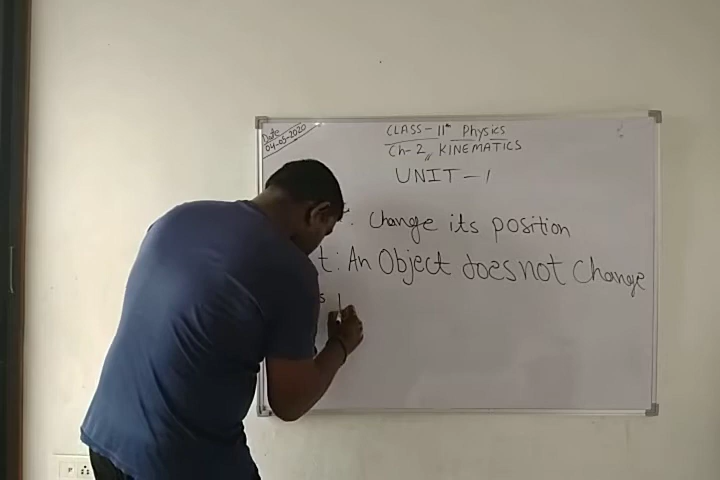 Date
04-05-2020
CLASS-11th Physics
Ch-2,, KINEMATICS
UNIT-1
: Change its position
t: An Object does not Change
s